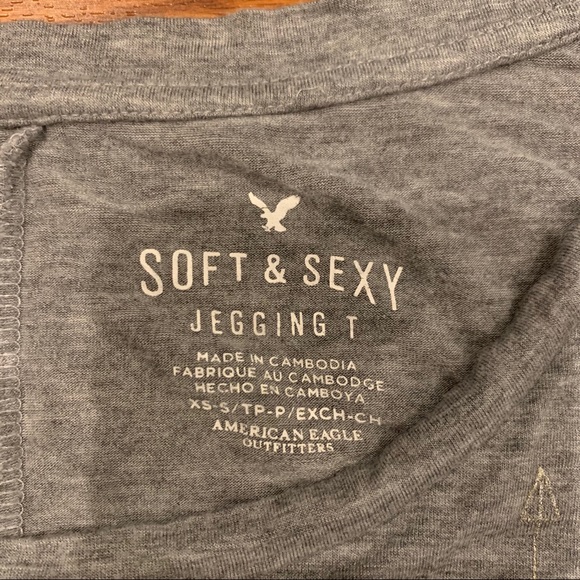 SOFT & SEXY
JEGGING T
MADE IN CAMBODIA
FABRIQUE AU CAMBODGE
HECHO EN CAMBOYA
XS-S/TP-P/EXCH-CH
AMERICAN EAGLE
OUTFITTERS